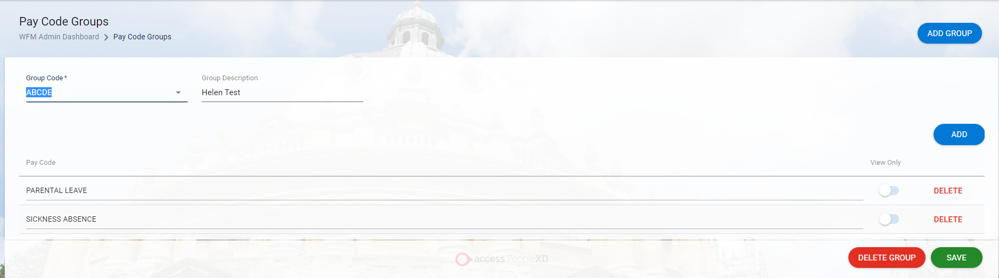 Pay Code Groups
WFM Admin Dashboard > Pay Code Groups
ADD GROUP
Group Code *
Group Description
ABCDE
Helen Test
ADD
Pay Code
View Only
PARENTAL LEAVE
DELETE
SICKNESS ABSENCE
DELETE
access PeopleXD
DELETE GROUP
SAVE